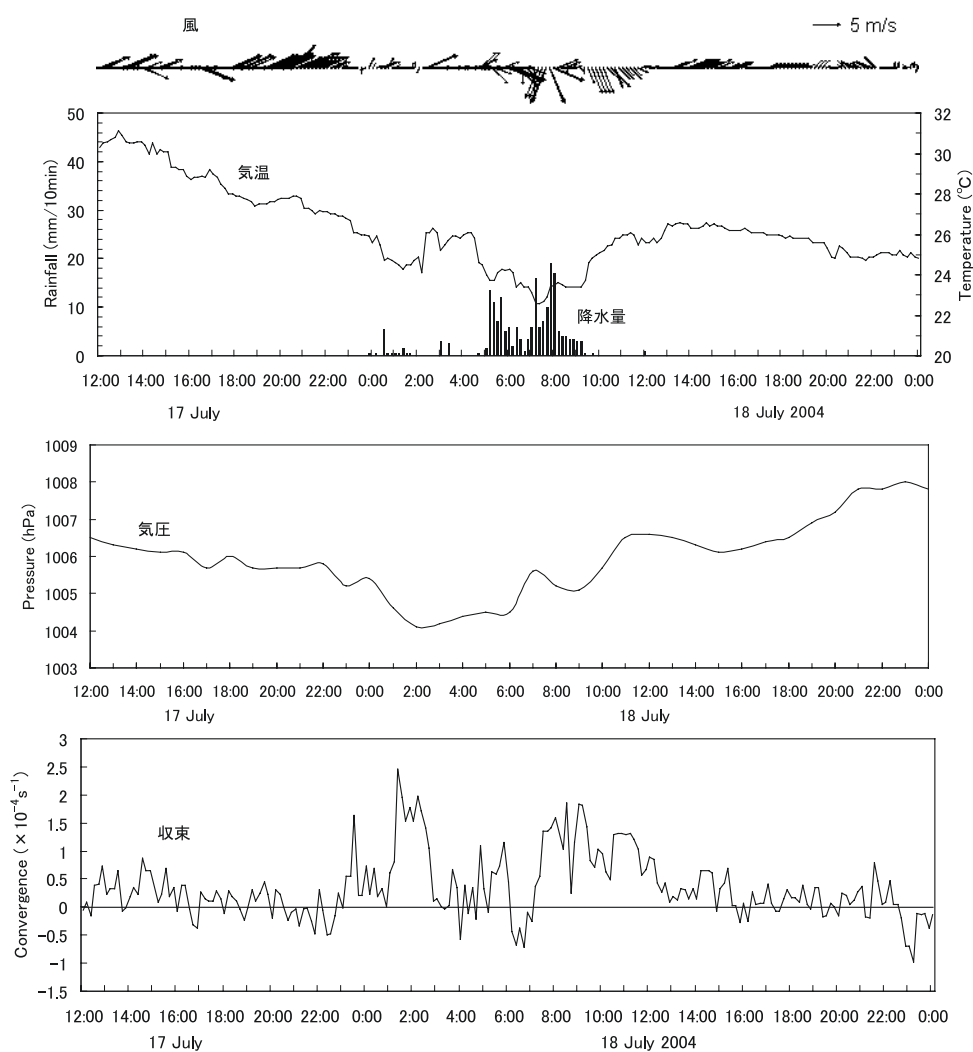 風
5 m/s
50
40
30
20
10
0
Rainfall (mm/10min)
気温
降水量
32
30
28
26
24
22
20
Temperature (℃)
12:00 14:00 16:00 18:00 20:00 22:00 0:00 2:00 4:00 6:00 8:00 10:00 12:00 14:00 16:00 18:00 20:00 22:00 0:00
17 July
18 July 2004
1009
1008
1007
1006
1005
1004
1003
Pressure (hPa)
気圧
12:00 14:00 16:00 18:00 20:00 22:00 0:00 2:00 4:00 6:00 8:00 10:00 12:00 14:00 16:00 18:00 20:00 22:00 0:00
17 July
18 July
3
2.5
2
1.5
1
0.5
0
−0.5
−1
−1.5
Convergence (×10⁻⁴s⁻¹)
収束
12:00 14:00 16:00 18:00 20:00 22:00 0:00 2:00 4:00 6:00 8:00 10:00 12:00 14:00 16:00 18:00 20:00 22:00 0:00
17 July
18 July 2004